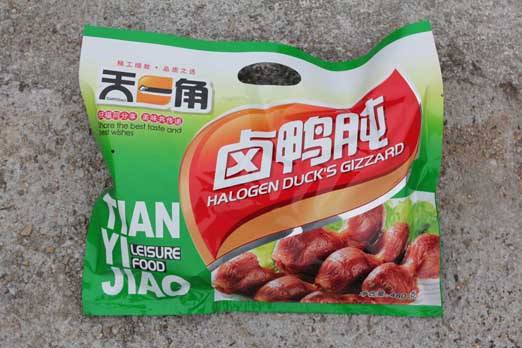 精工细做·品质之选
天一角
Share the best taste and
best wishes
卤鸭肫
HALOGEN DUCK'S GIZZARD
TIAN
YI
JIAO
LEISURE
FOOD